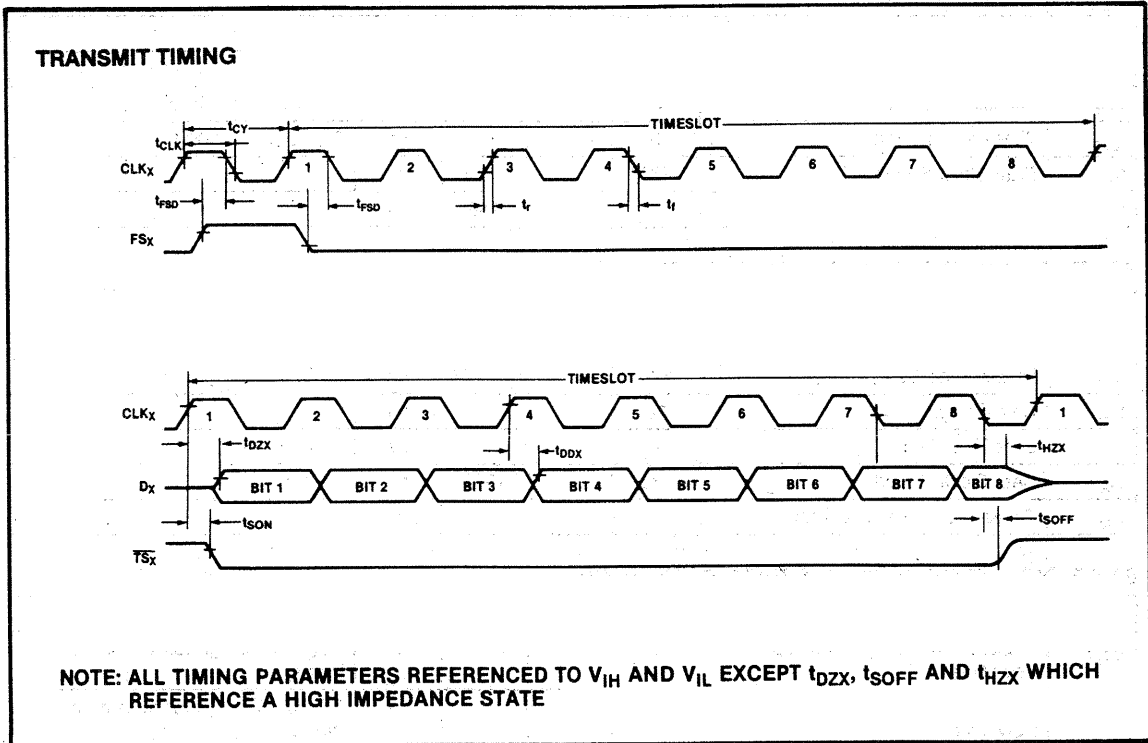 TRANSMIT TIMING
tCY
TIMESLOT
tCLK
CLKX
1 2 3 4 5 6 7 8
tFSD
tFSD
tr
tf
FSX
TIMESLOT
CLKX
1 2 3 4 5 6 7 8 1
tDZX
tDDX
tHZX
DX
BIT 1 BIT 2 BIT 3 BIT 4 BIT 5 BIT 6 BIT 7 BIT 8
tSON
tSOFF
TSX
NOTE: ALL TIMING PARAMETERS REFERENCED TO VIH AND VIL EXCEPT tDZX, tSOFF AND tHZX WHICH
REFERENCE A HIGH IMPEDANCE STATE